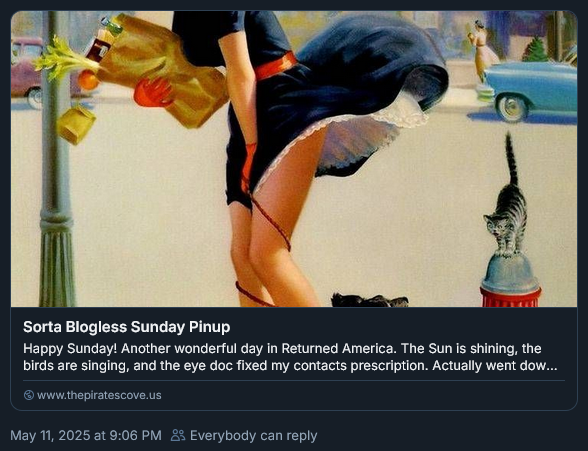 Sorta Blogless Sunday Pinup
Happy Sunday! Another wonderful day in Returned America. The Sun is shining, the
birds are singing, and the eye doc fixed my contacts prescription. Actually went dow...
www.thepiratescove.us
May 11, 2025 at 9:06 PM Everybody can reply